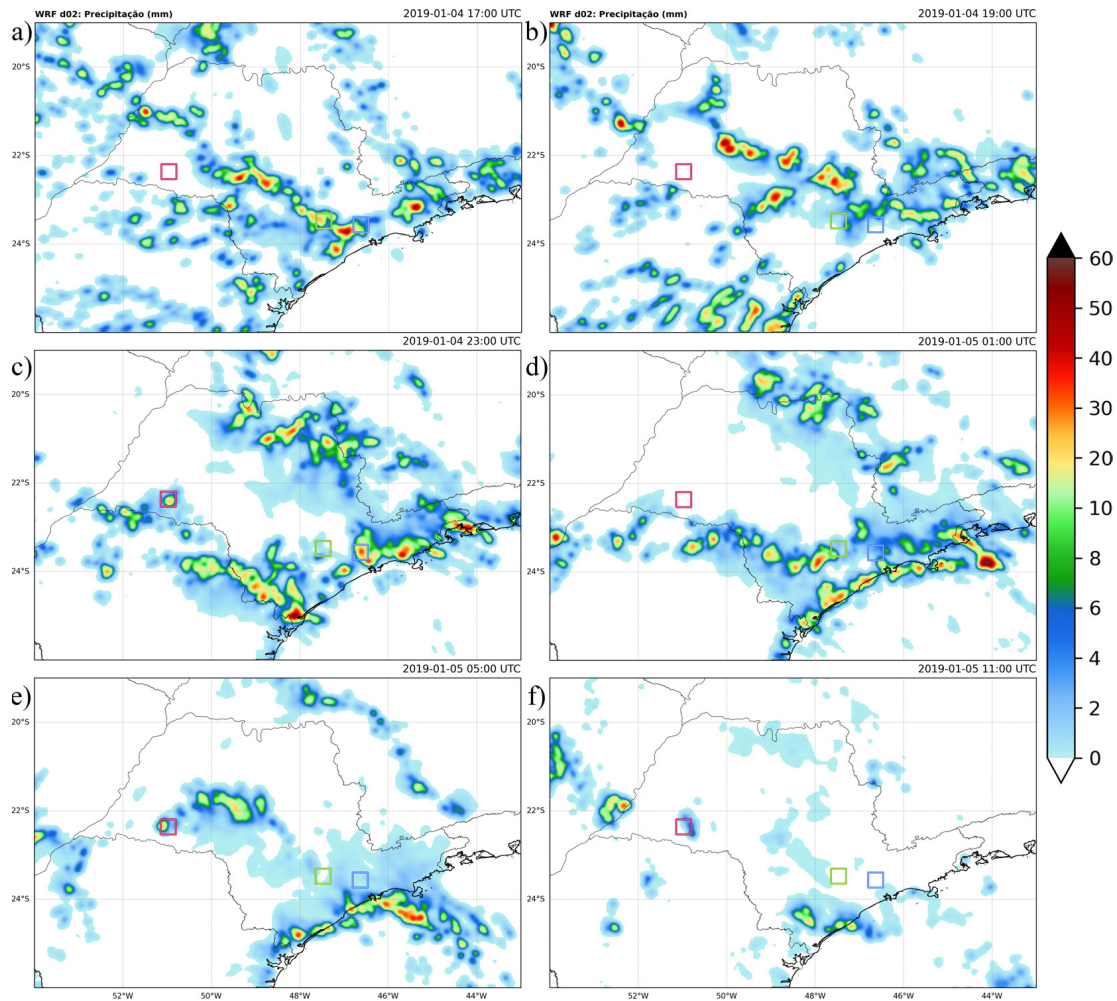 WRF d02: Precipitação (mm) 2019-01-04 17:00 UTC
a)
20°S
22°S
24°S
2019-01-04 19:00 UTC
b)
20°S
22°S
24°S
2019-01-04 23:00 UTC
c)
20°S
22°S
24°S
2019-01-05 01:00 UTC
d)
20°S
22°S
24°S
2019-01-05 05:00 UTC
e)
20°S
22°S
24°S
52°W 50°W 48°W 46°W 44°W
2019-01-05 11:00 UTC
f)
20°S
22°S
24°S
52°W 50°W 48°W 46°W 44°W
60
50
40
35
30
25
20
15
10
8
6
4
2
0